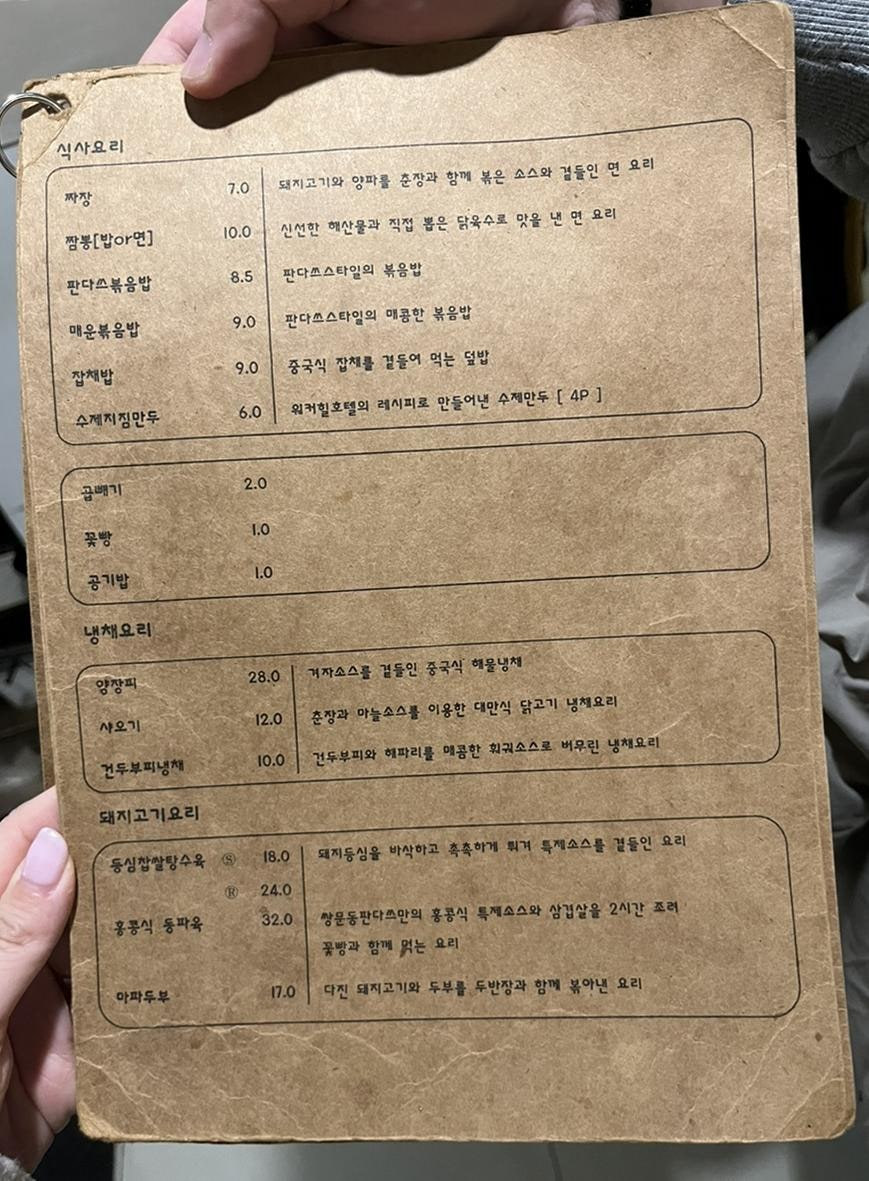 식사요리
짜장 7.0 돼지고기와 양파를 춘장과 함께 볶은 소스와 곁들인 면 요리
짬뽕[밥or면] 10.0 신선한 해산물과 직접 뽑은 닭육수로 맛을 낸 면 요리
판다쓰볶음밥 8.5 판다쓰스타일의 볶음밥
매운볶음밥 9.0 판다쓰스타일의 매콤한 볶음밥
잡채밥 9.0 중국식 잡채를 곁들여 먹는 덮밥
수제지짐만두 6.0 워커힐호텔의 레시피로 만들어낸 수제만두 [ 4P ]
곱빼기 2.0
꽃빵 1.0
공기밥 1.0
냉채요리
양장피 28.0 겨자소스를 곁들인 중국식 해물냉채
샤오기 12.0 춘장과 마늘소스를 이용한 대만식 닭고기 냉채요리
건두부피냉채 10.0 건두부피와 해파리를 매콤한 훠궈소스로 버무린 냉채요리
돼지고기요리
등심찹쌀탕수육 Ⓢ 18.0 돼지등심을 바삭하고 촉촉하게 튀겨 특제소스를 곁들인 요리
Ⓡ 24.0
홍콩식 동파육 32.0 쌍문동판다쓰만의 홍콩식 특제소스와 삼겹살을 2시간 조려
꽃빵과 함께 먹는 요리
마파두부 17.0 다진 돼지고기와 두부를 두반장과 함께 볶아낸 요리